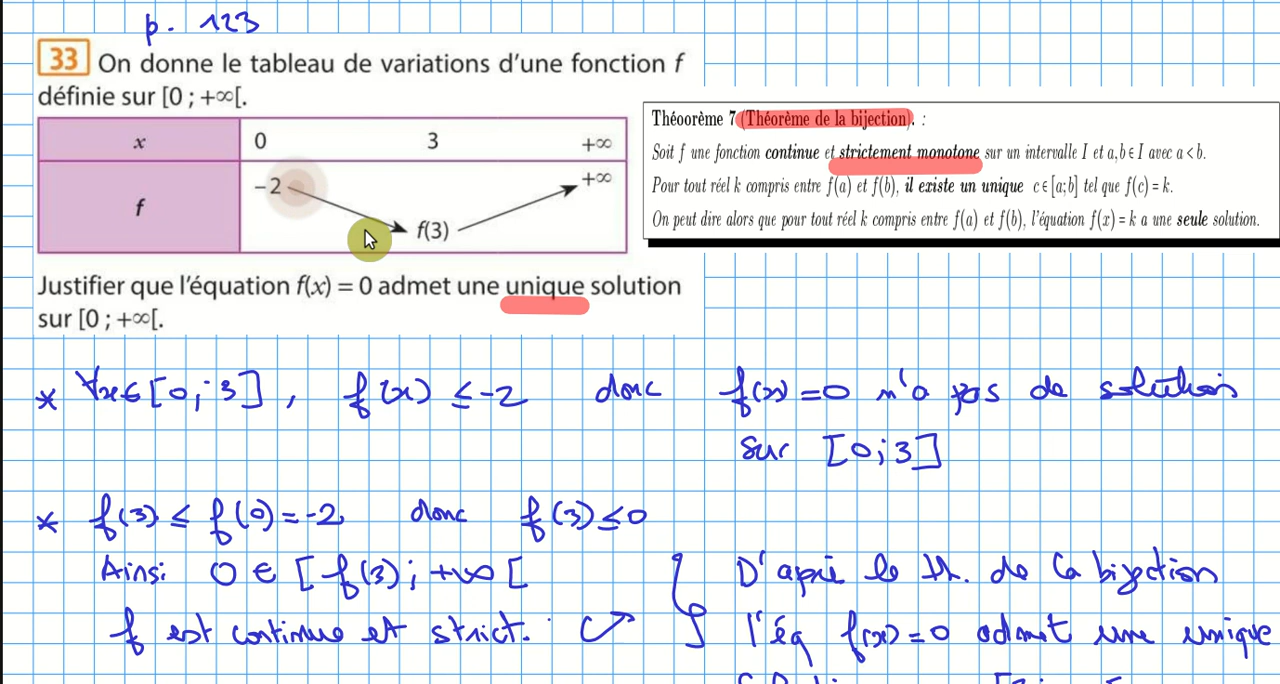 p. 123
33 On donne le tableau de variations d'une fonction f
définie sur [0 ; +∞[.
x 0 3 +∞
f −2 f(3) +∞
Justifier que l'équation f(x) = 0 admet une unique solution
sur [0 ; +∞[.
Théoorème 7 (Théorème de la bijection). :
Soit f une fonction continue et strictement monotone sur un intervalle I et a,b ∈ I avec a < b.
Pour tout réel k compris entre f(a) et f(b), il existe un unique c ∈ [a;b] tel que f(c) = k.
On peut dire alors que pour tout réel k compris entre f(a) et f(b), l'équation f(x) = k a une seule solution.
* ∀x∈[0;3], f(x) ≤ -2 donc f(x)=0 n'a pas de solutions
sur [0;3]
* f(3) ≤ f(0)=-2 donc f(3) ≤ 0
Ainsi 0 ∈ [f(3); +∞[
f est continue et strict.
D'après le th. de la bijection
l'éq f(x)=0 admet une unique